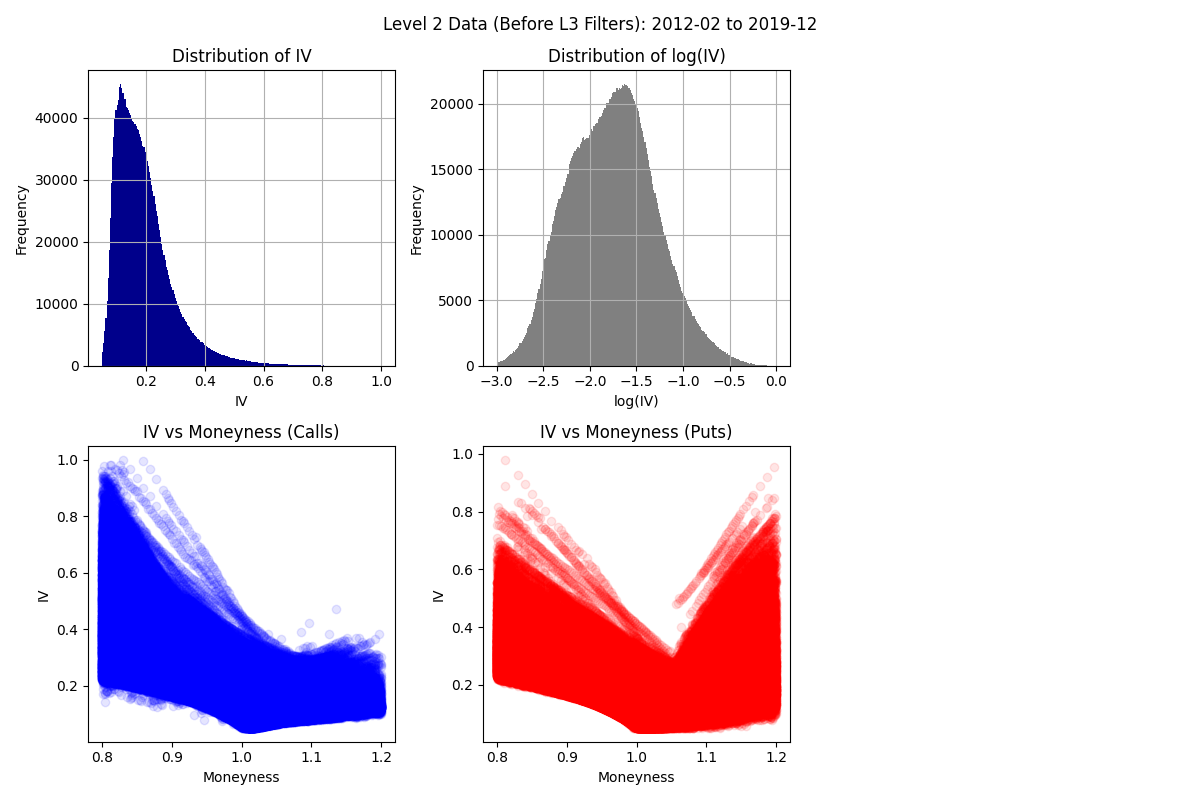 Level 2 Data (Before L3 Filters): 2012-02 to 2019-12
Distribution of IV
Frequency
40000
30000
20000
10000
0
0.2 0.4 0.6 0.8 1.0
IV
Distribution of log(IV)
Frequency
20000
15000
10000
5000
0
−3.0 −2.5 −2.0 −1.5 −1.0 −0.5 0.0
log(IV)
IV vs Moneyness (Calls)
IV
1.0
0.8
0.6
0.4
0.2
0.8 0.9 1.0 1.1 1.2
Moneyness
IV vs Moneyness (Puts)
IV
1.0
0.8
0.6
0.4
0.2
0.8 0.9 1.0 1.1 1.2
Moneyness